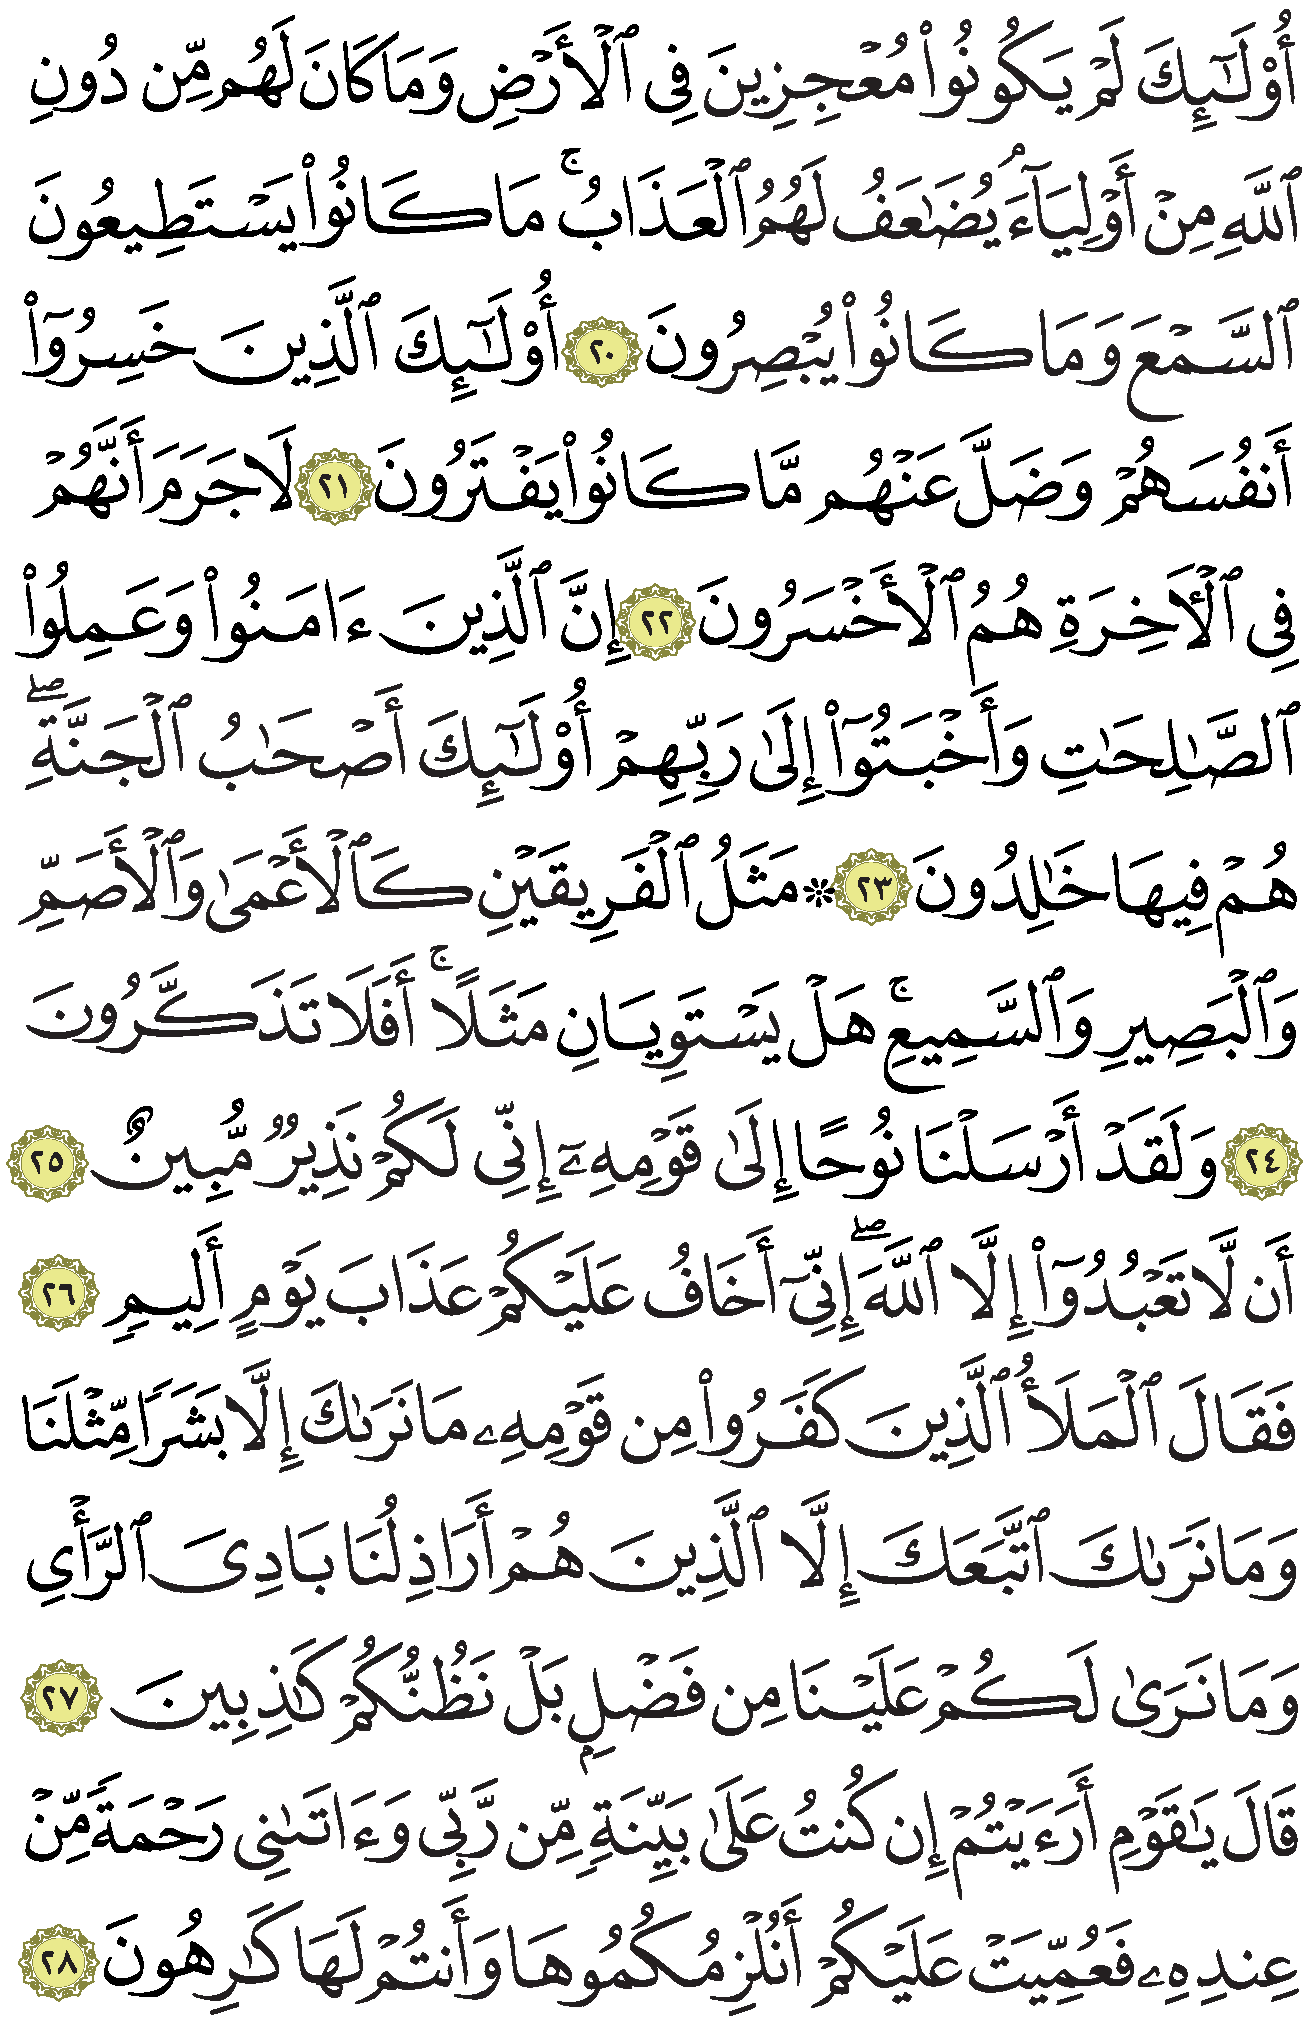 أُو۟لَٰٓئِكَ لَمْ يَكُونُوا۟ مُعْجِزِينَ فِى ٱلْأَرْضِ وَمَا كَانَ لَهُم مِّن دُونِ
ٱللَّهِ مِنْ أَوْلِيَآءَ ۘ يُضَٰعَفُ لَهُمُ ٱلْعَذَابُ ۚ مَا كَانُوا۟ يَسْتَطِيعُونَ
ٱلسَّمْعَ وَمَا كَانُوا۟ يُبْصِرُونَ ٢٠ أُو۟لَٰٓئِكَ ٱلَّذِينَ خَسِرُوٓا۟
أَنفُسَهُمْ وَضَلَّ عَنْهُم مَّا كَانُوا۟ يَفْتَرُونَ ٢١ لَا جَرَمَ أَنَّهُمْ
فِى ٱلْءَاخِرَةِ هُمُ ٱلْأَخْسَرُونَ ٢٢ إِنَّ ٱلَّذِينَ ءَامَنُوا۟ وَعَمِلُوا۟
ٱلصَّٰلِحَٰتِ وَأَخْبَتُوٓا۟ إِلَىٰ رَبِّهِمْ أُو۟لَٰٓئِكَ أَصْحَٰبُ ٱلْجَنَّةِ ۖ
هُمْ فِيهَا خَٰلِدُونَ ٢٣ ۞ مَثَلُ ٱلْفَرِيقَيْنِ كَٱلْأَعْمَىٰ وَٱلْأَصَمِّ
وَٱلْبَصِيرِ وَٱلسَّمِيعِ ۚ هَلْ يَسْتَوِيَانِ مَثَلًا ۚ أَفَلَا تَذَكَّرُونَ
٢٤ وَلَقَدْ أَرْسَلْنَا نُوحًا إِلَىٰ قَوْمِهِۦٓ إِنِّى لَكُمْ نَذِيرٌ مُّبِينٌ ٢٥
أَن لَّا تَعْبُدُوٓا۟ إِلَّا ٱللَّهَ ۖ إِنِّىٓ أَخَافُ عَلَيْكُمْ عَذَابَ يَوْمٍ أَلِيمٍ ٢٦
فَقَالَ ٱلْمَلَأُ ٱلَّذِينَ كَفَرُوا۟ مِن قَوْمِهِۦ مَا نَرَىٰكَ إِلَّا بَشَرًا مِّثْلَنَا
وَمَا نَرَىٰكَ ٱتَّبَعَكَ إِلَّا ٱلَّذِينَ هُمْ أَرَاذِلُنَا بَادِىَ ٱلرَّأْىِ
وَمَا نَرَىٰ لَكُمْ عَلَيْنَا مِن فَضْلٍۭ بَلْ نَظُنُّكُمْ كَٰذِبِينَ ٢٧
قَالَ يَٰقَوْمِ أَرَءَيْتُمْ إِن كُنتُ عَلَىٰ بَيِّنَةٍ مِّن رَّبِّى وَءَاتَىٰنِى رَحْمَةً مِّنْ
عِندِهِۦ فَعُمِّيَتْ عَلَيْكُمْ أَنُلْزِمُكُمُوهَا وَأَنتُمْ لَهَا كَٰرِهُونَ ٢٨